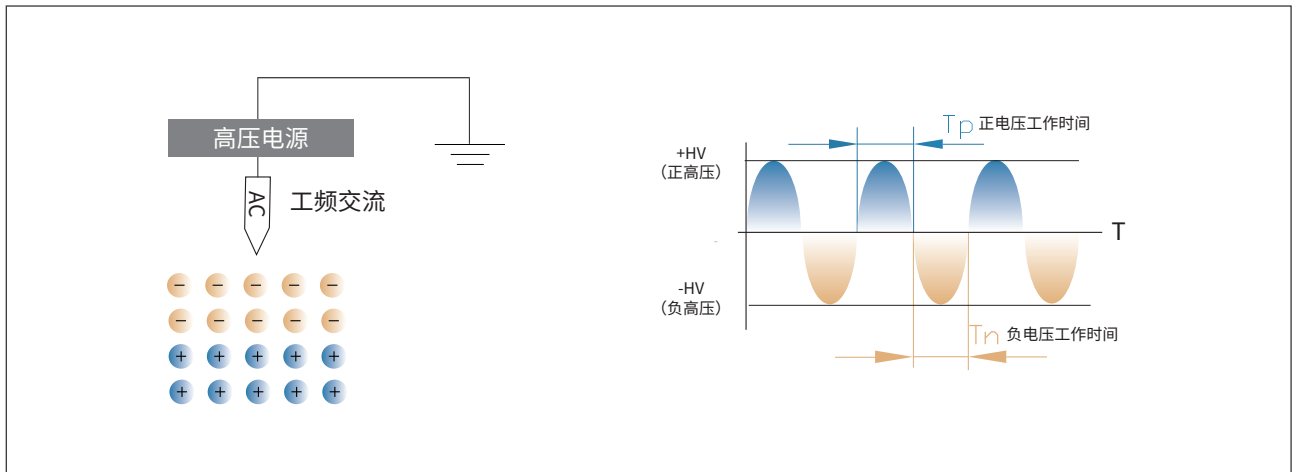 高压电源
AC
工频交流
− − − − −
− − − − −
+ + + + +
+ + + + +
Tp 正电压工作时间
+HV
（正高压）
T
-HV
（负高压）
Tn 负电压工作时间